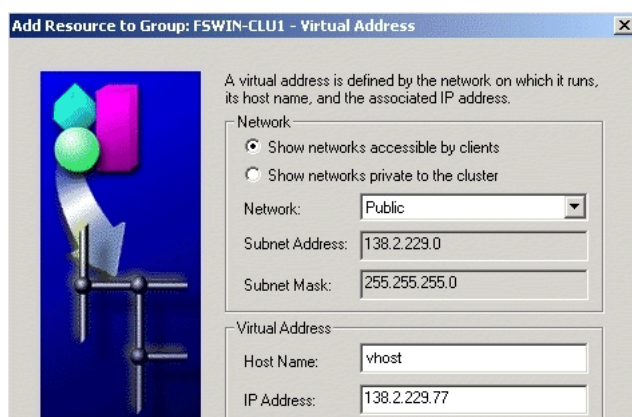 Add Resource to Group: FSWIN-CLU1 - Virtual Address
A virtual address is defined by the network on which it runs,
its host name, and the associated IP address.
Network
Show networks accessible by clients
Show networks private to the cluster
Network: Public
Subnet Address: 138.2.229.0
Subnet Mask: 255.255.255.0
Virtual Address
Host Name: vhost
IP Address: 138.2.229.77